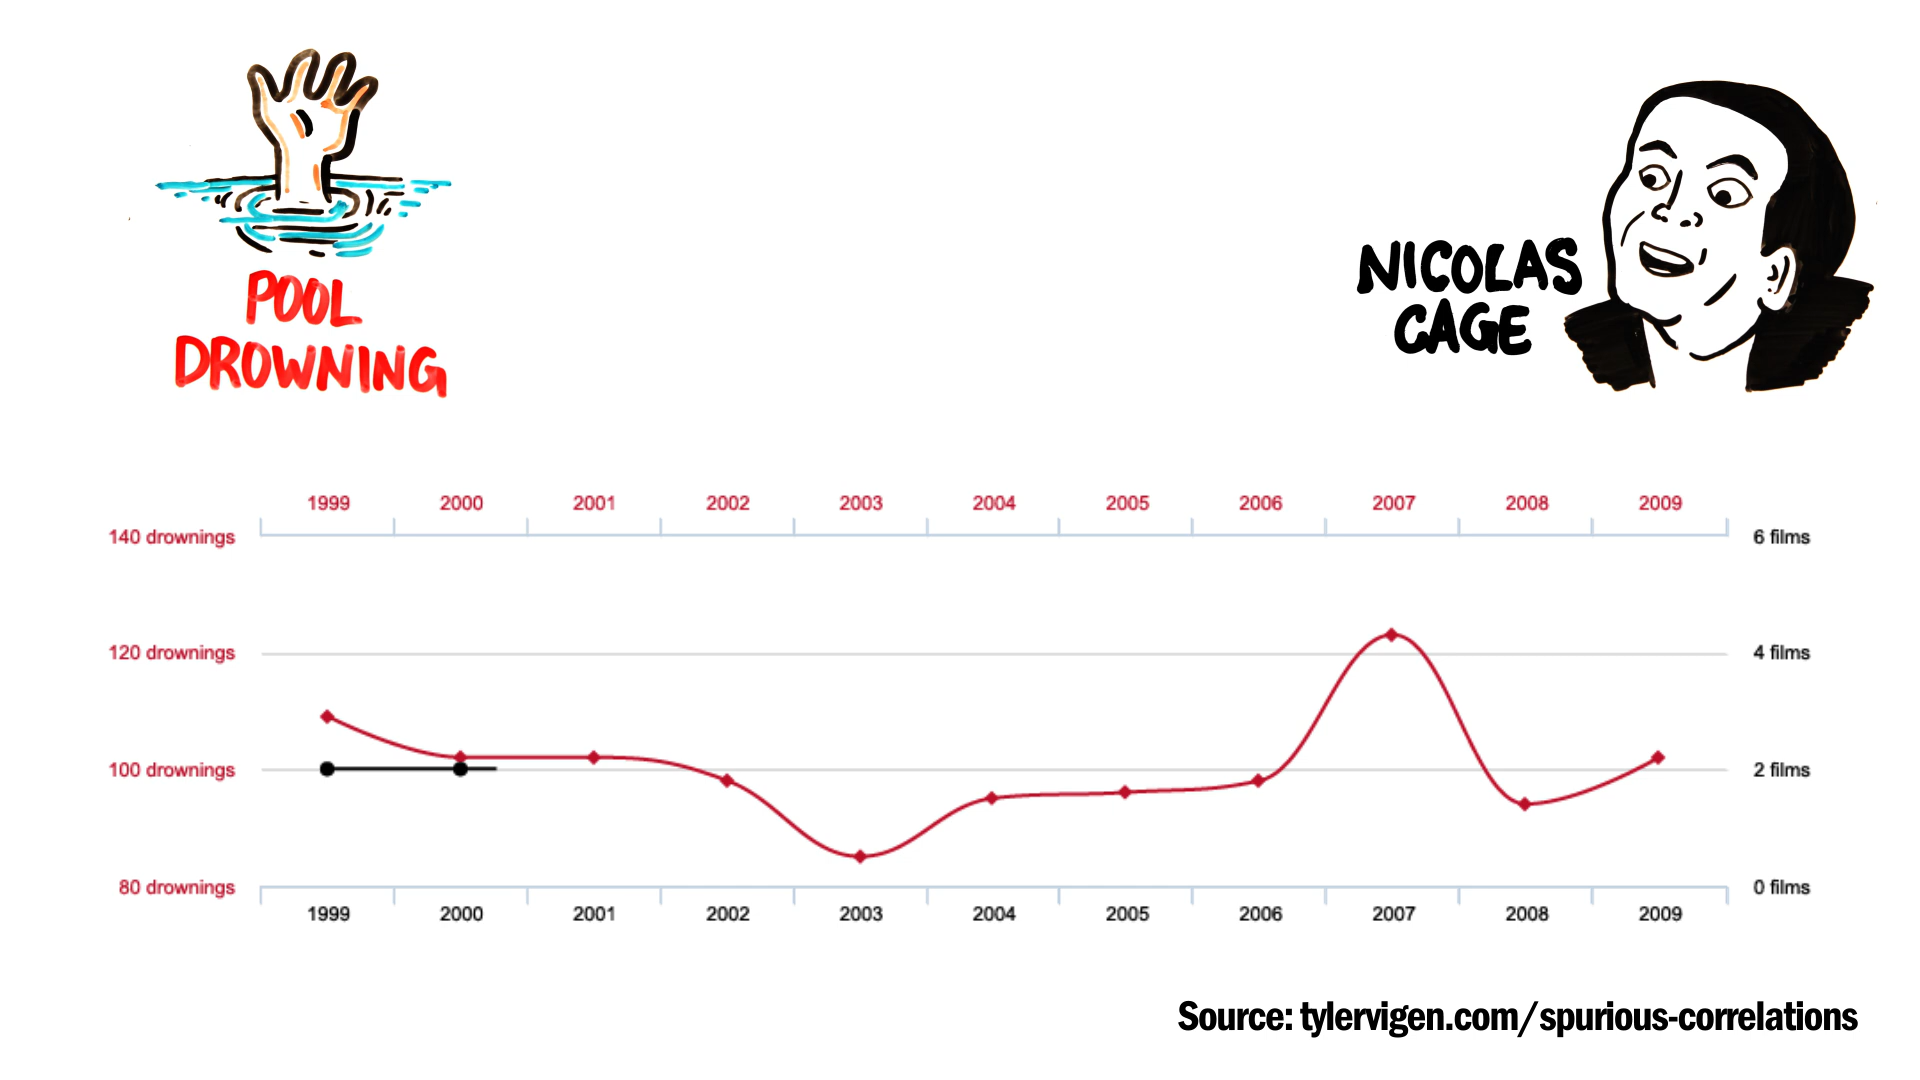 POOL
DROWNING
NICOLAS
CAGE
1999 2000 2001 2002 2003 2004 2005 2006 2007 2008 2009
140 drownings 6 films
120 drownings 4 films
100 drownings 2 films
80 drownings 0 films
1999 2000 2001 2002 2003 2004 2005 2006 2007 2008 2009
Source: tylervigen.com/spurious-correlations